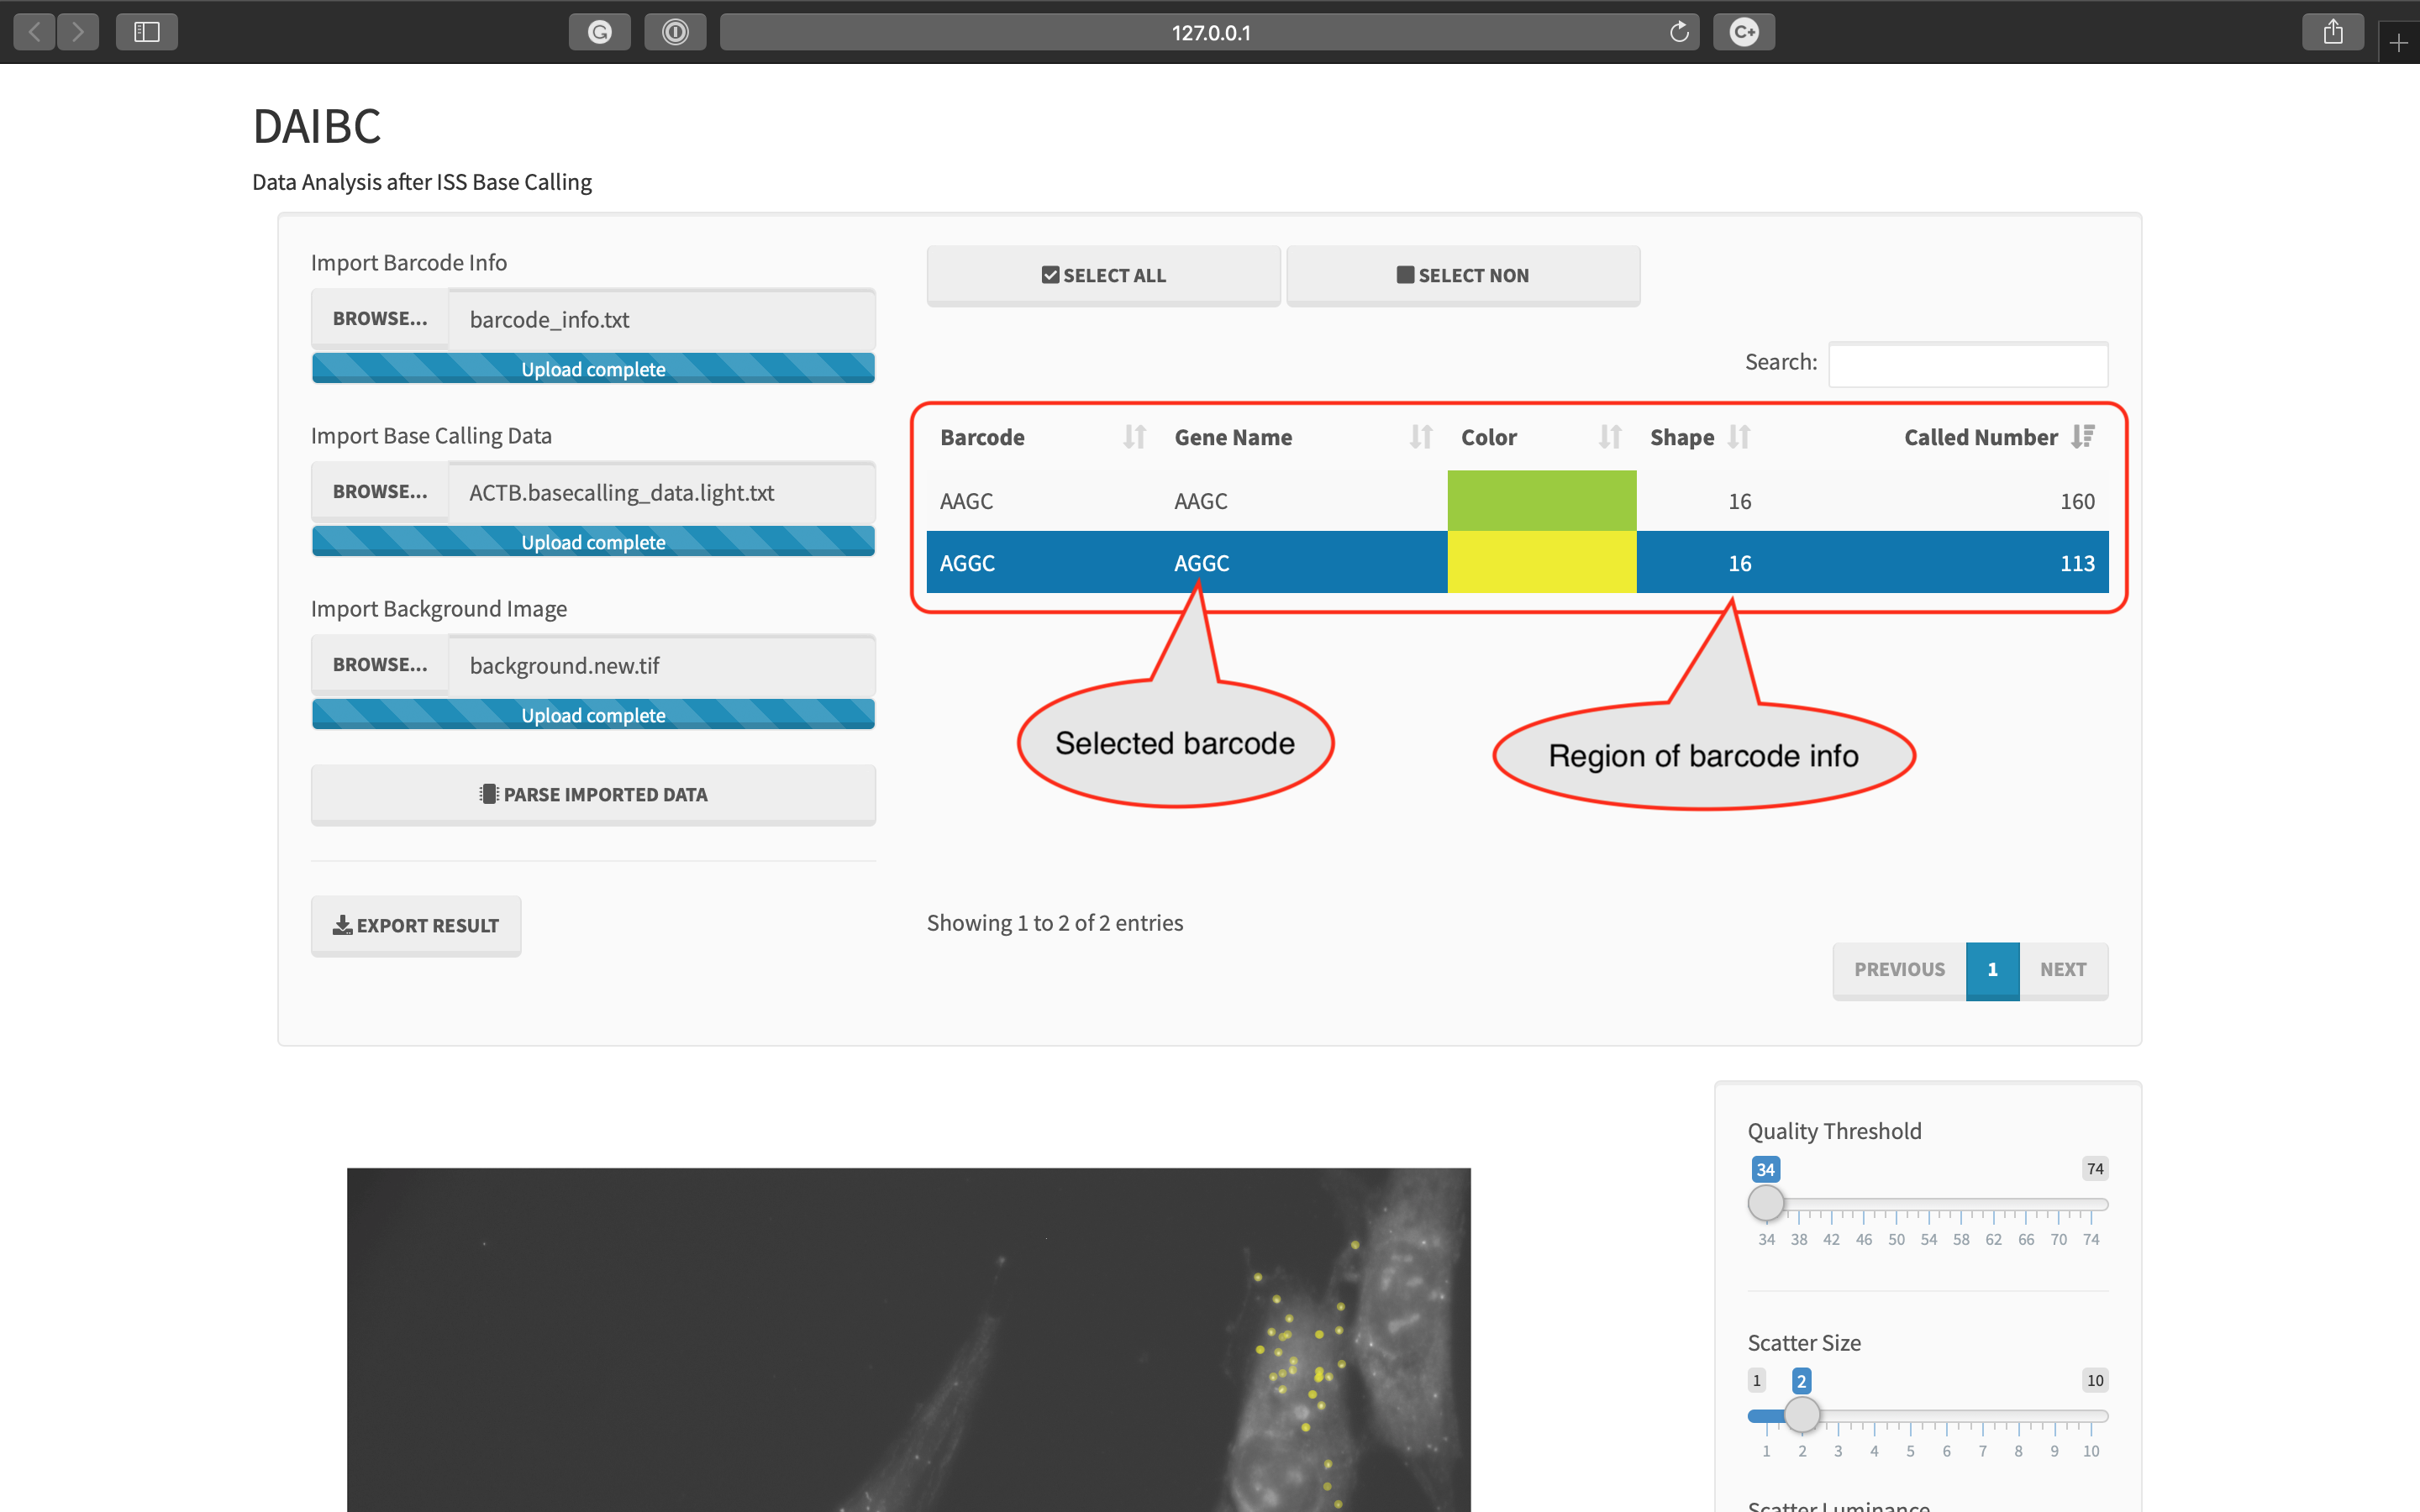 127.0.0.1
DAIBC
Data Analysis after ISS Base Calling
Import Barcode Info
BROWSE... barcode_info.txt
Upload complete
Import Base Calling Data
BROWSE... ACTB.basecalling_data.light.txt
Upload complete
Import Background Image
BROWSE... background.new.tif
Upload complete
PARSE IMPORTED DATA
EXPORT RESULT
SELECT ALL SELECT NON
Search:
Barcode Gene Name Color Shape Called Number
AAGC AAGC 16 160
AGGC AGGC 16 113
Selected barcode
Region of barcode info
Showing 1 to 2 of 2 entries
PREVIOUS 1 NEXT
Quality Threshold
34 74
34 38 42 46 50 54 58 62 66 70 74
Scatter Size
1 2 10
1 2 3 4 5 6 7 8 9 10
Scatter Luminance